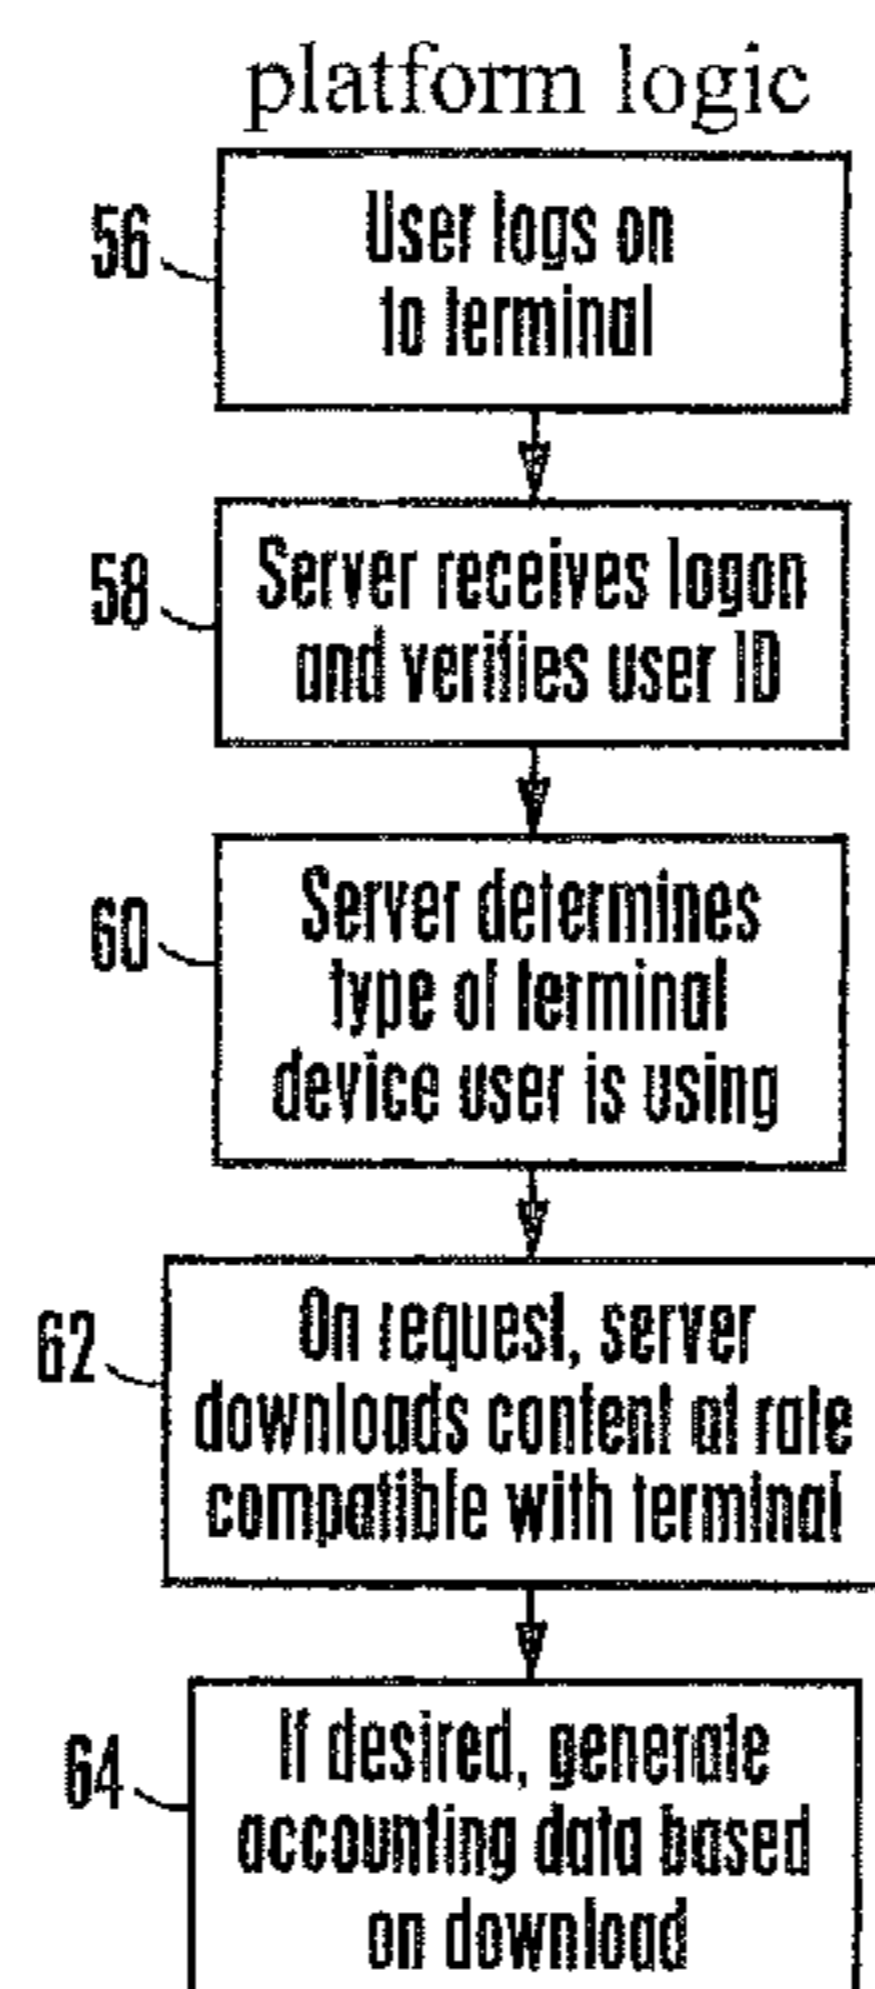 platform logic
56
User logs on
to terminal
58
Server receives logon
and verifies user ID
60
Server determines
type of terminal
device user is using
62
On request, server
downloads content at rate
compatible with terminal
64
If desired, generate
accounting data based
on download